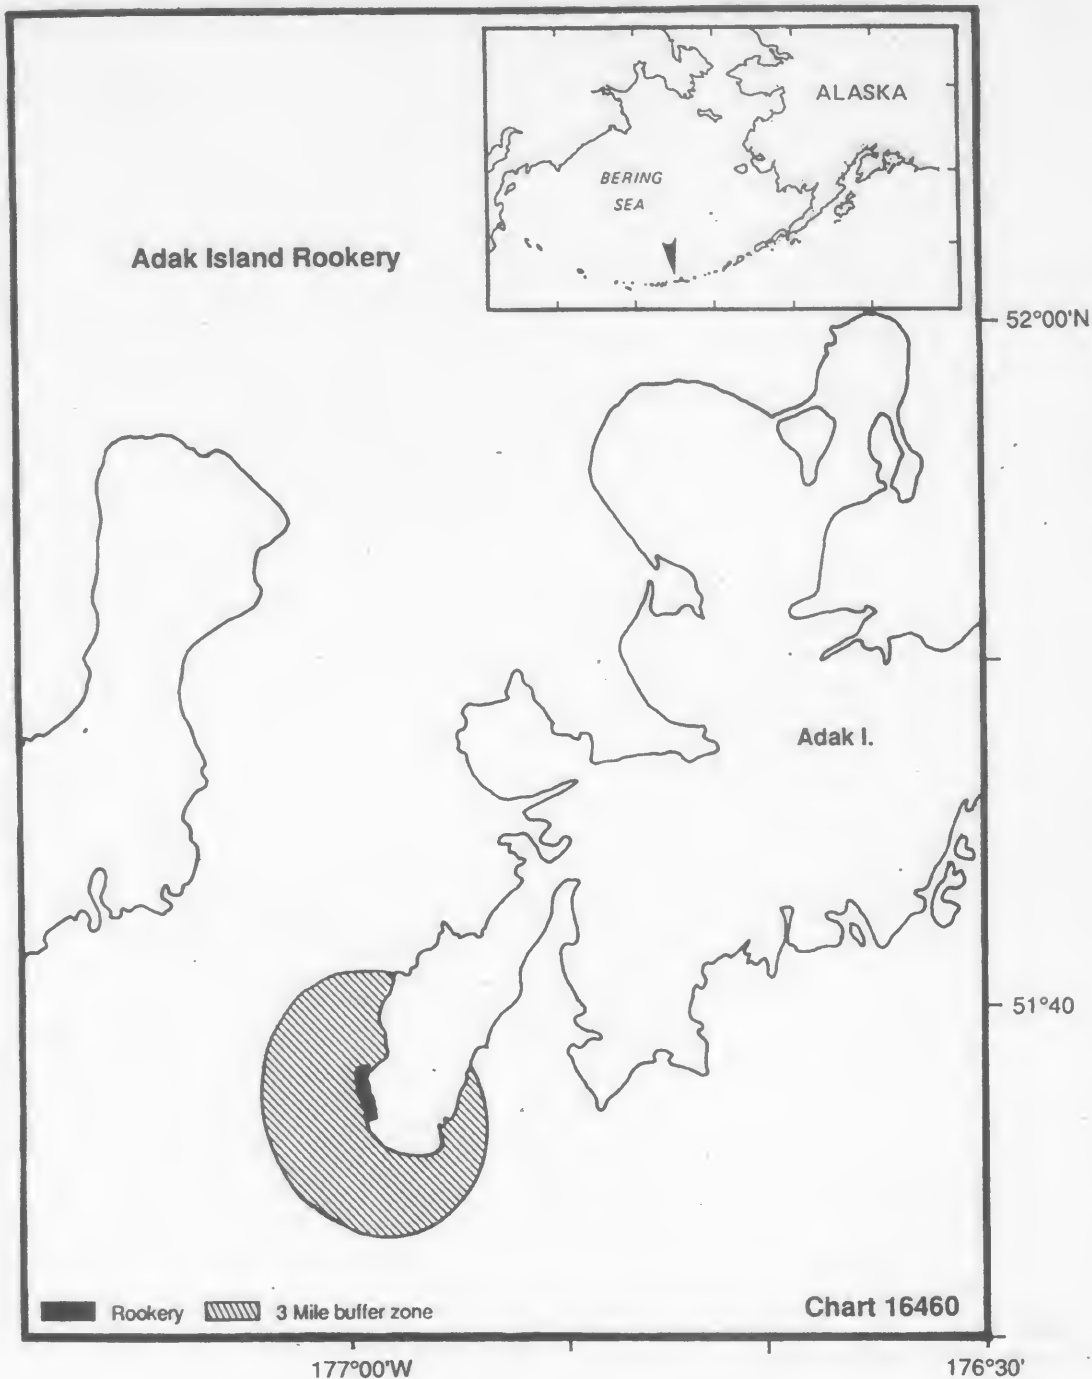 ALASKA
BERING
SEA
Adak Island Rookery
52°00'N
Adak I.
51°40
Rookery
3 Mile buffer zone
Chart 16460
177°00'W
176°30'